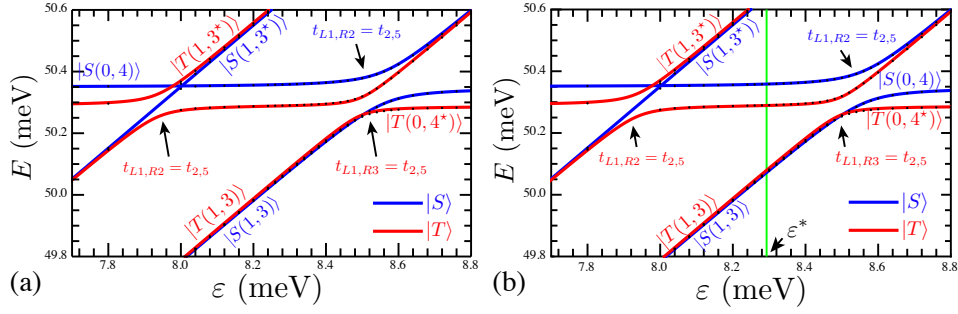 50.6
50.4
50.2
50.0
49.8
E (meV)
7.8 8.0 8.2 8.4 8.6 8.8
ε (meV)
(a)
|S(0,4)⟩
|T(1,3⋆)⟩
|S(1,3⋆)⟩
t_{L1,R2} = t_{2,5}
t_{L1,R2} = t_{2,5}
|T(0,4⋆)⟩
t_{L1,R3} = t_{2,5}
|T(1,3)⟩
|S(1,3)⟩
|S⟩
|T⟩
50.6
50.4
50.2
50.0
49.8
E (meV)
7.8 8.0 8.2 8.4 8.6 8.8
ε (meV)
(b)
|T(1,3⋆)⟩
|S(1,3⋆)⟩
t_{L1,R2} = t_{2,5}
|S(0,4)⟩
|T(0,4⋆)⟩
t_{L1,R2} = t_{2,5}
t_{L1,R3} = t_{2,5}
|T(1,3)⟩
|S(1,3)⟩
ε*
|S⟩
|T⟩